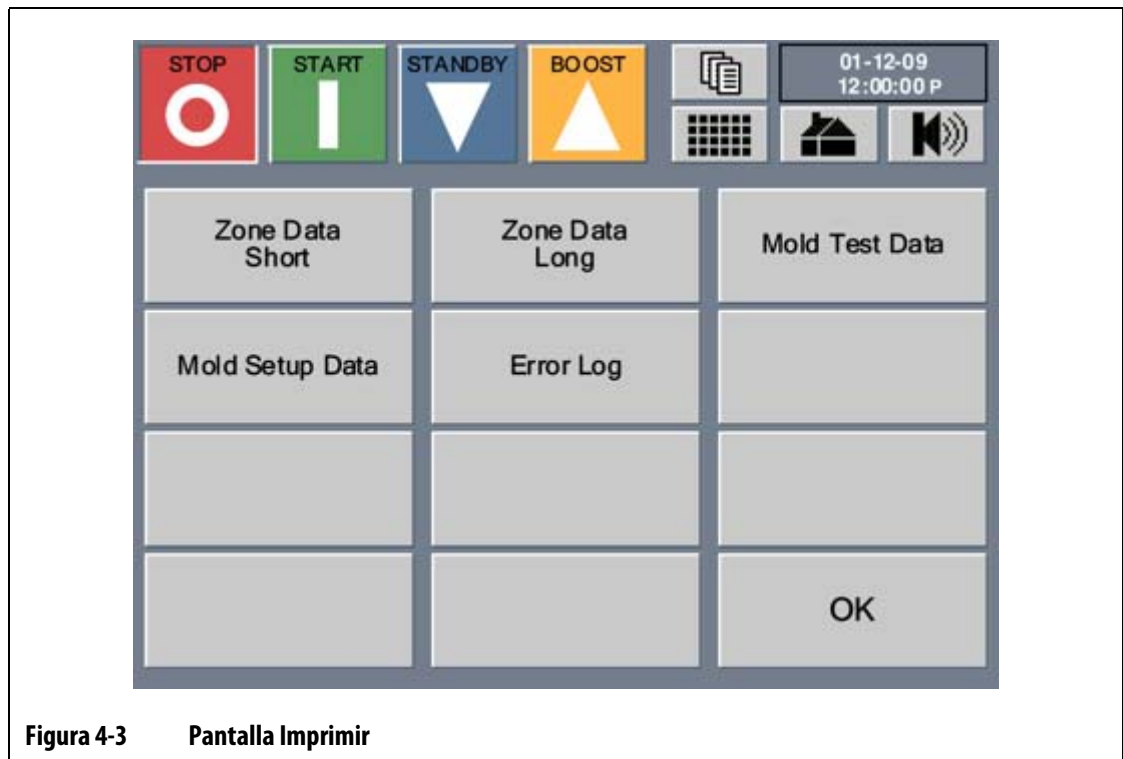 STOP START STANDBY BOOST
01-12-09
12:00:00 P
Zone Data
Short
Zone Data
Long
Mold Test Data
Mold Setup Data
Error Log
OK
Figura 4-3 Pantalla Imprimir